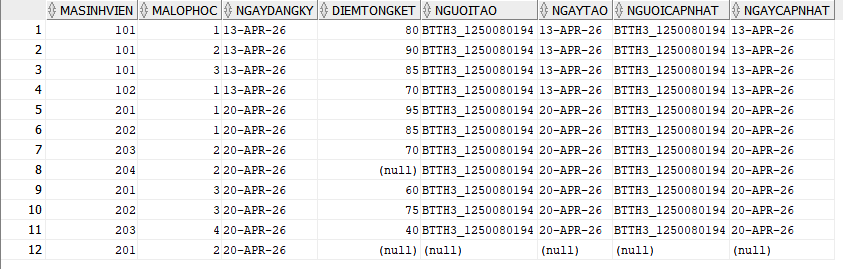 MASINHVIEN MALOPHOC NGAYDANGKY DIEMTONGKET NGUOITAO NGAYTAO NGUOICAPNHAT NGAYCAPNHAT
1 101 1 13-APR-26 80 BTTH3_1250080194 13-APR-26 BTTH3_1250080194 13-APR-26
2 101 2 13-APR-26 90 BTTH3_1250080194 13-APR-26 BTTH3_1250080194 13-APR-26
3 101 3 13-APR-26 85 BTTH3_1250080194 13-APR-26 BTTH3_1250080194 13-APR-26
4 102 1 13-APR-26 70 BTTH3_1250080194 13-APR-26 BTTH3_1250080194 13-APR-26
5 201 1 20-APR-26 95 BTTH3_1250080194 20-APR-26 BTTH3_1250080194 20-APR-26
6 202 1 20-APR-26 85 BTTH3_1250080194 20-APR-26 BTTH3_1250080194 20-APR-26
7 203 2 20-APR-26 70 BTTH3_1250080194 20-APR-26 BTTH3_1250080194 20-APR-26
8 204 2 20-APR-26 (null) BTTH3_1250080194 20-APR-26 BTTH3_1250080194 20-APR-26
9 201 3 20-APR-26 60 BTTH3_1250080194 20-APR-26 BTTH3_1250080194 20-APR-26
10 202 3 20-APR-26 75 BTTH3_1250080194 20-APR-26 BTTH3_1250080194 20-APR-26
11 203 4 20-APR-26 40 BTTH3_1250080194 20-APR-26 BTTH3_1250080194 20-APR-26
12 201 2 20-APR-26 (null) (null) (null) (null) (null)